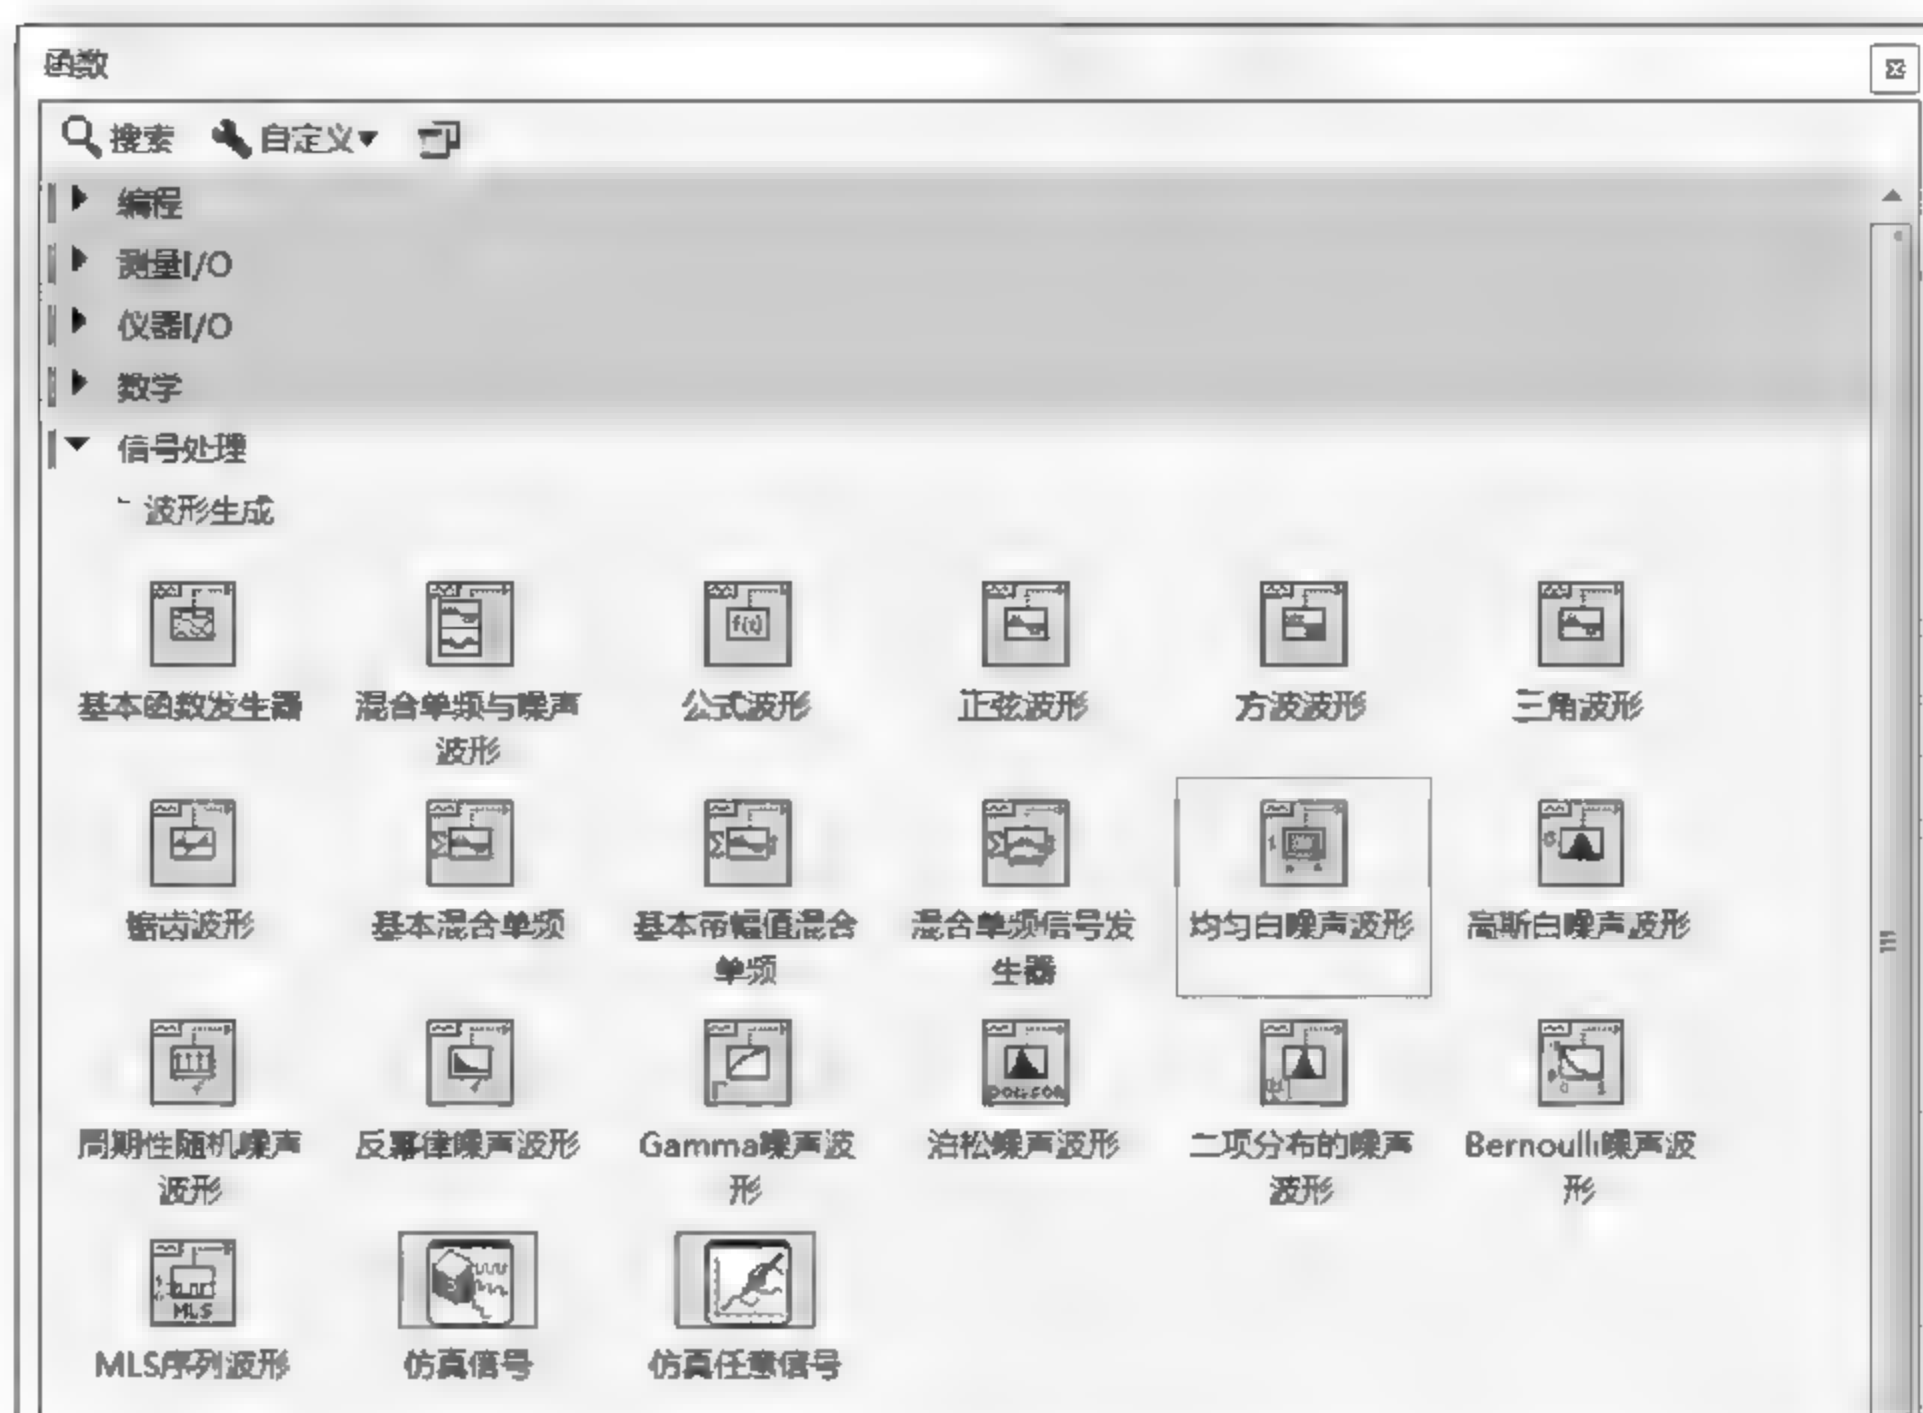 函数
搜索 自定义
编程
测量I/O
仪器I/O
数学
信号处理
波形生成
f(t)
基本函数发生器 混合单频与噪声 公式波形 正弦波形 方波波形 三角波形
波形
锯齿波形 基本混合单频 基本带幅值混合 混合单频信号发 均匀白噪声波形 高斯白噪声波形
单频 生器
周期性随机噪声 反幂律噪声波形 Gamma噪声波 泊松噪声波形 二项分布的噪声 Bernoulli噪声波
波形 形 波形 形
MLS
MLS序列波形 仿真信号 仿真任意信号